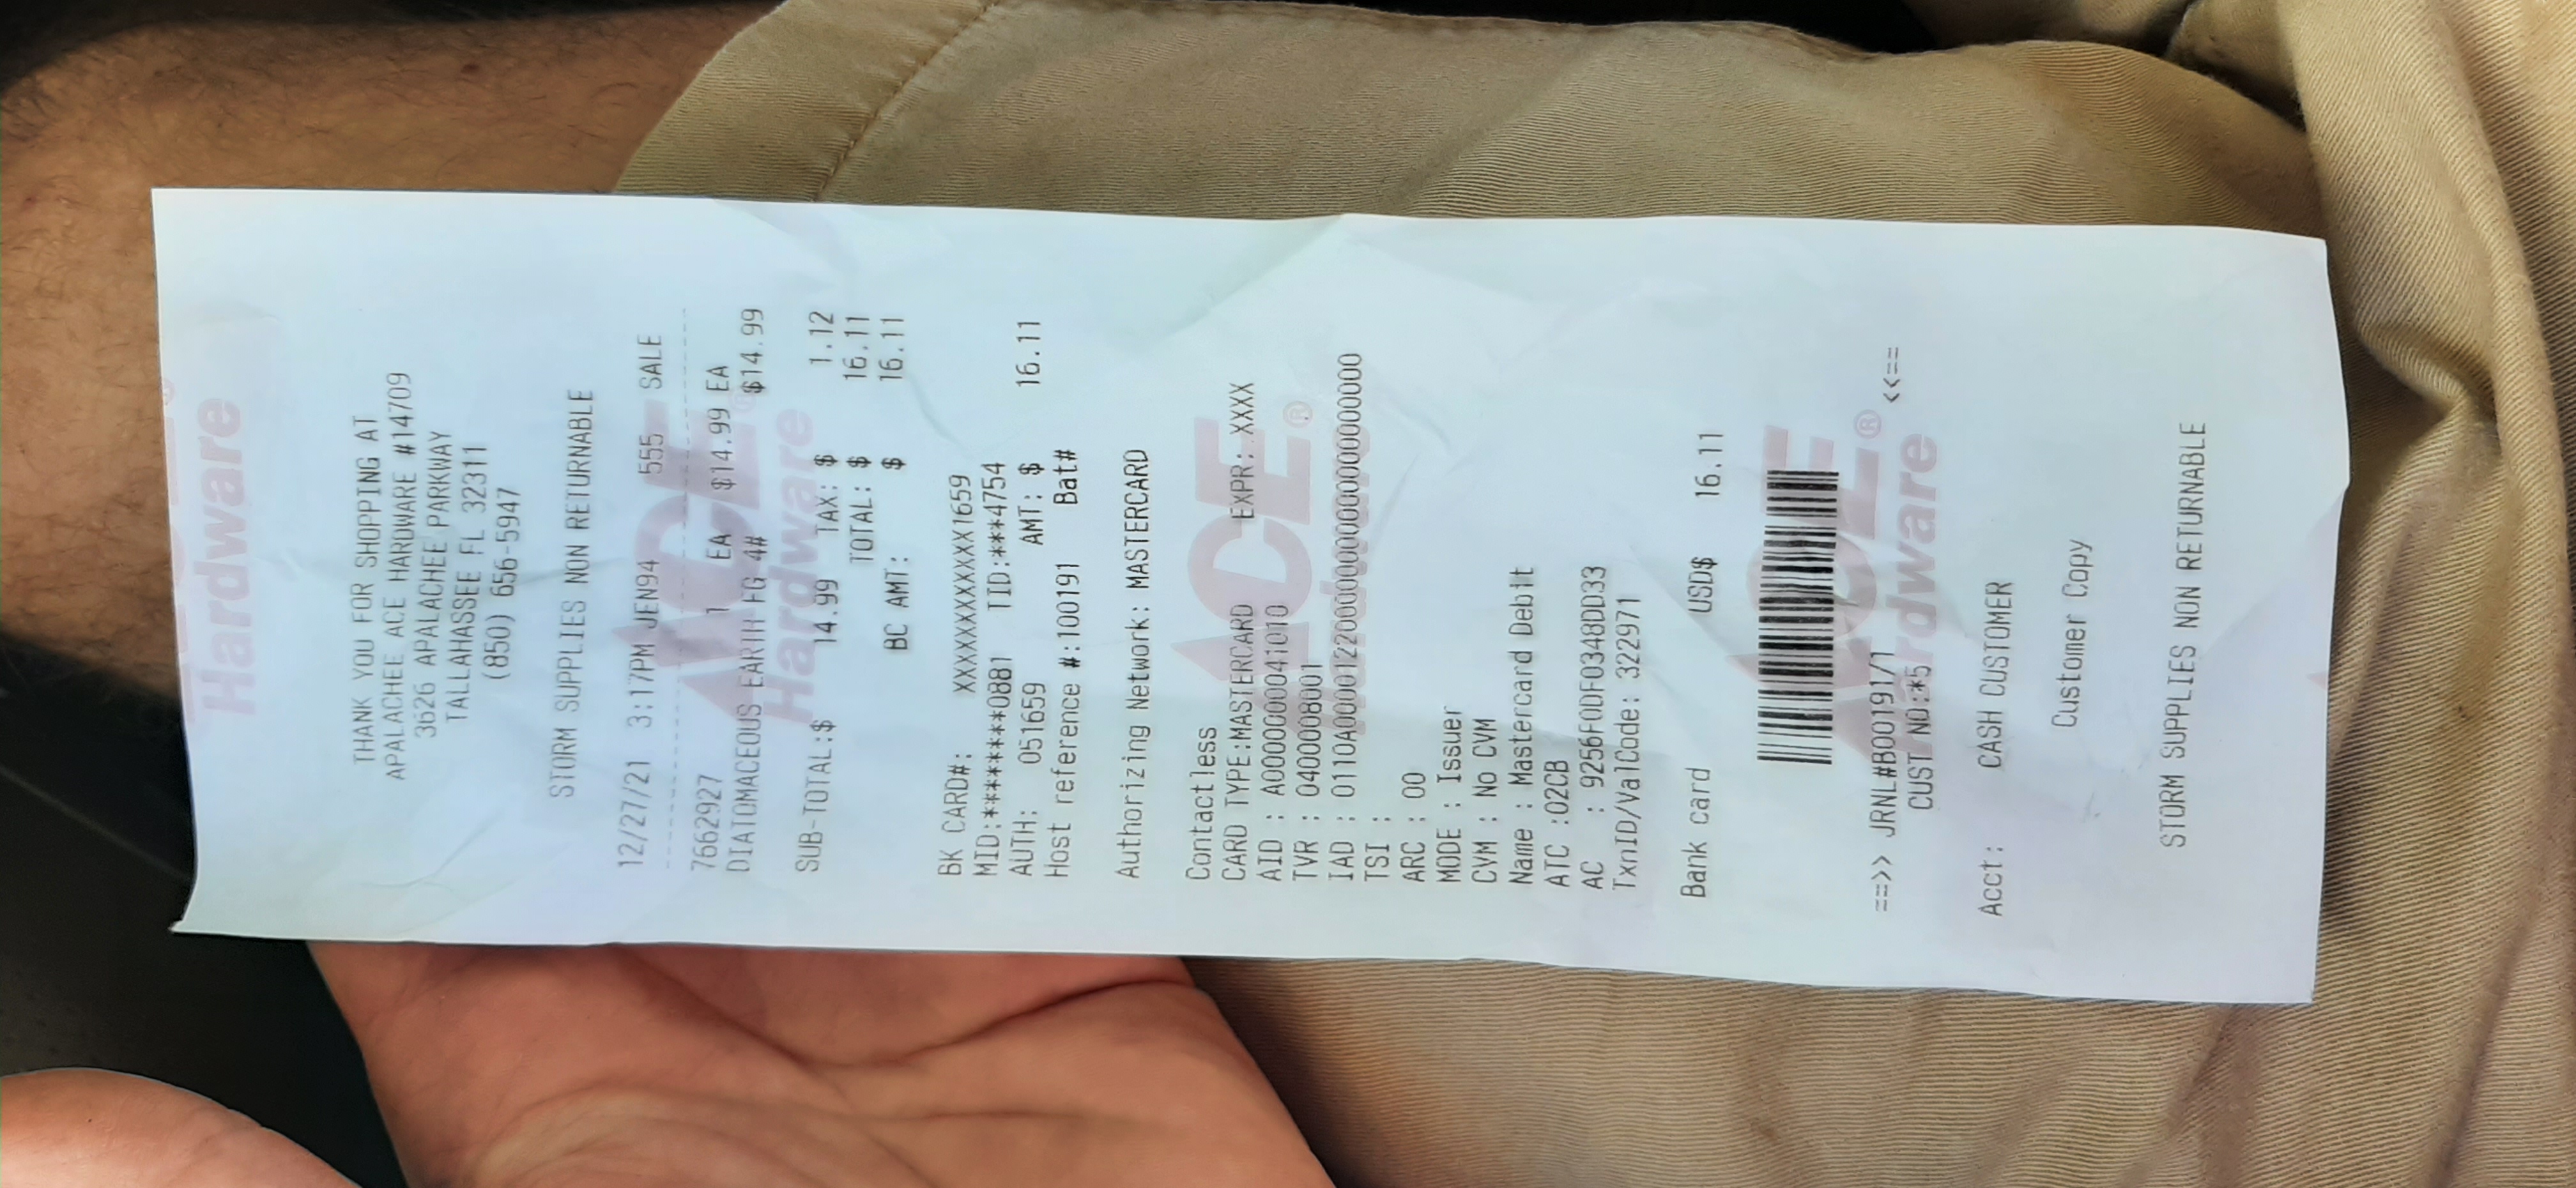 Hardware
THANK YOU FOR SHOPPING AT
APALACHEE ACE HARDWARE #14709
3626 APALACHEE PARKWAY
TALLAHASSEE FL 32311
(850) 656-5947
STORM SUPPLIES NON RETURNABLE
12/27/21 3:17PM JEN94 555 SALE
7662927 1 EA $14.99 EA
DIATOMACEOUS EARTH FG 4# $14.99
ACE
Hardware
SUB-TOTAL:$ 14.99 TAX: $ 1.12
TOTAL: $ 16.11
BC AMT: $ 16.11
BK CARD#: XXXXXXXXXXXX1659
MID:********0881 TID:***4754
AUTH: 051659 AMT: $ 16.11
Host reference #:100191 Bat#
Authorizing Network: MASTERCARD
Contactless
CARD TYPE:MASTERCARD EXPR: XXXX
ACE®
Hardware
AID : A0000000041010
TVR : 0400008001
IAD : 0110A00001220000000000000000000000
TSI :
ARC : 00
MODE : Issuer
CVM : No CVM
Name : Mastercard Debit
ATC :02CB
AC : 9256F0DF0348DD33
TxnID/ValCode: 322971
Bank card USD$ 16.11
ACE®
Hardware
==>> JRNL#B00191/1 <<==
CUST NO:*5
Acct: CASH CUSTOMER
Customer Copy
STORM SUPPLIES NON RETURNABLE